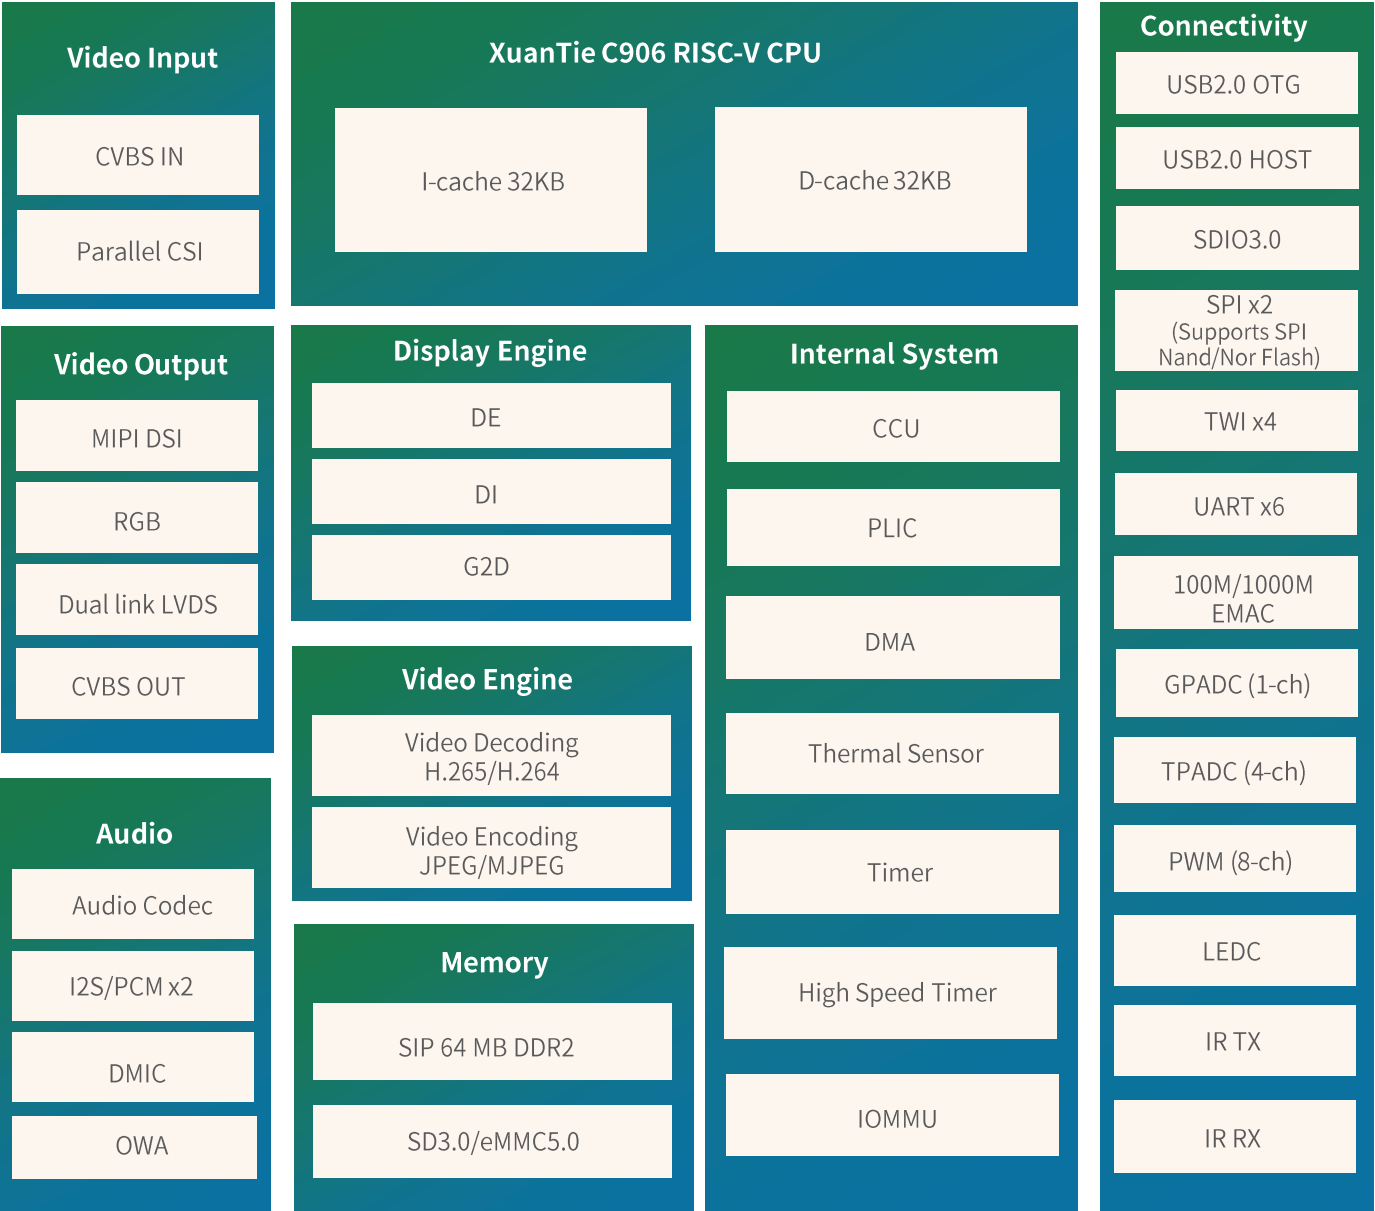 Video Input
CVBS IN
Parallel CSI
XuanTie C906 RISC-V CPU
I-cache 32KB
D-cache 32KB
Video Output
MIPI DSI
RGB
Dual link LVDS
CVBS OUT
Audio
Audio Codec
I2S/PCM x2
DMIC
OWA
Display Engine
DE
DI
G2D
Video Engine
Video Decoding
H.265/H.264
Video Encoding
JPEG/MJPEG
Memory
SIP 64 MB DDR2
SD3.0/eMMC5.0
Internal System
CCU
PLIC
DMA
Thermal Sensor
Timer
High Speed Timer
IOMMU
Connectivity
USB2.0 OTG
USB2.0 HOST
SDIO3.0
SPI x2
(Supports SPI
Nand/Nor Flash)
TWI x4
UART x6
100M/1000M
EMAC
GPADC (1-ch)
TPADC (4-ch)
PWM (8-ch)
LEDC
IR TX
IR RX